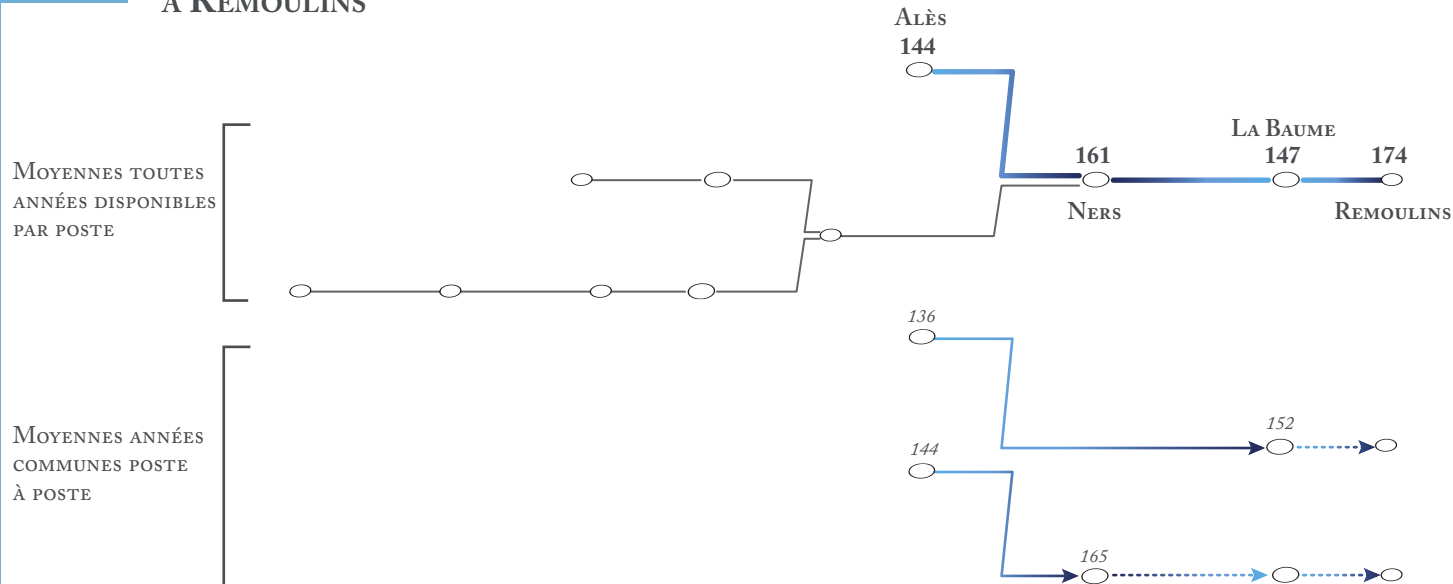 à Remoulins
Alès
144
La Baume
161 147 174
Ners Remoulins
Moyennes toutes
années disponibles
par poste
136
152
144
165
Moyennes années
communes poste
à poste